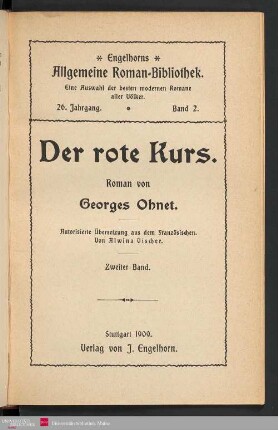 * Engelhorns *
Allgemeine Roman-Bibliothek.
Eine Auswahl der besten modernen Romane
aller Völker.
26. Jahrgang. * Band 2.
Der rote Kurs.
Roman von
Georges Ohnet.
Autorisierte Übersetzung aus dem Französischen.
Von Alwina Vischer.
Zweiter Band.
Stuttgart 1909.
Verlag von J. Engelhorn.